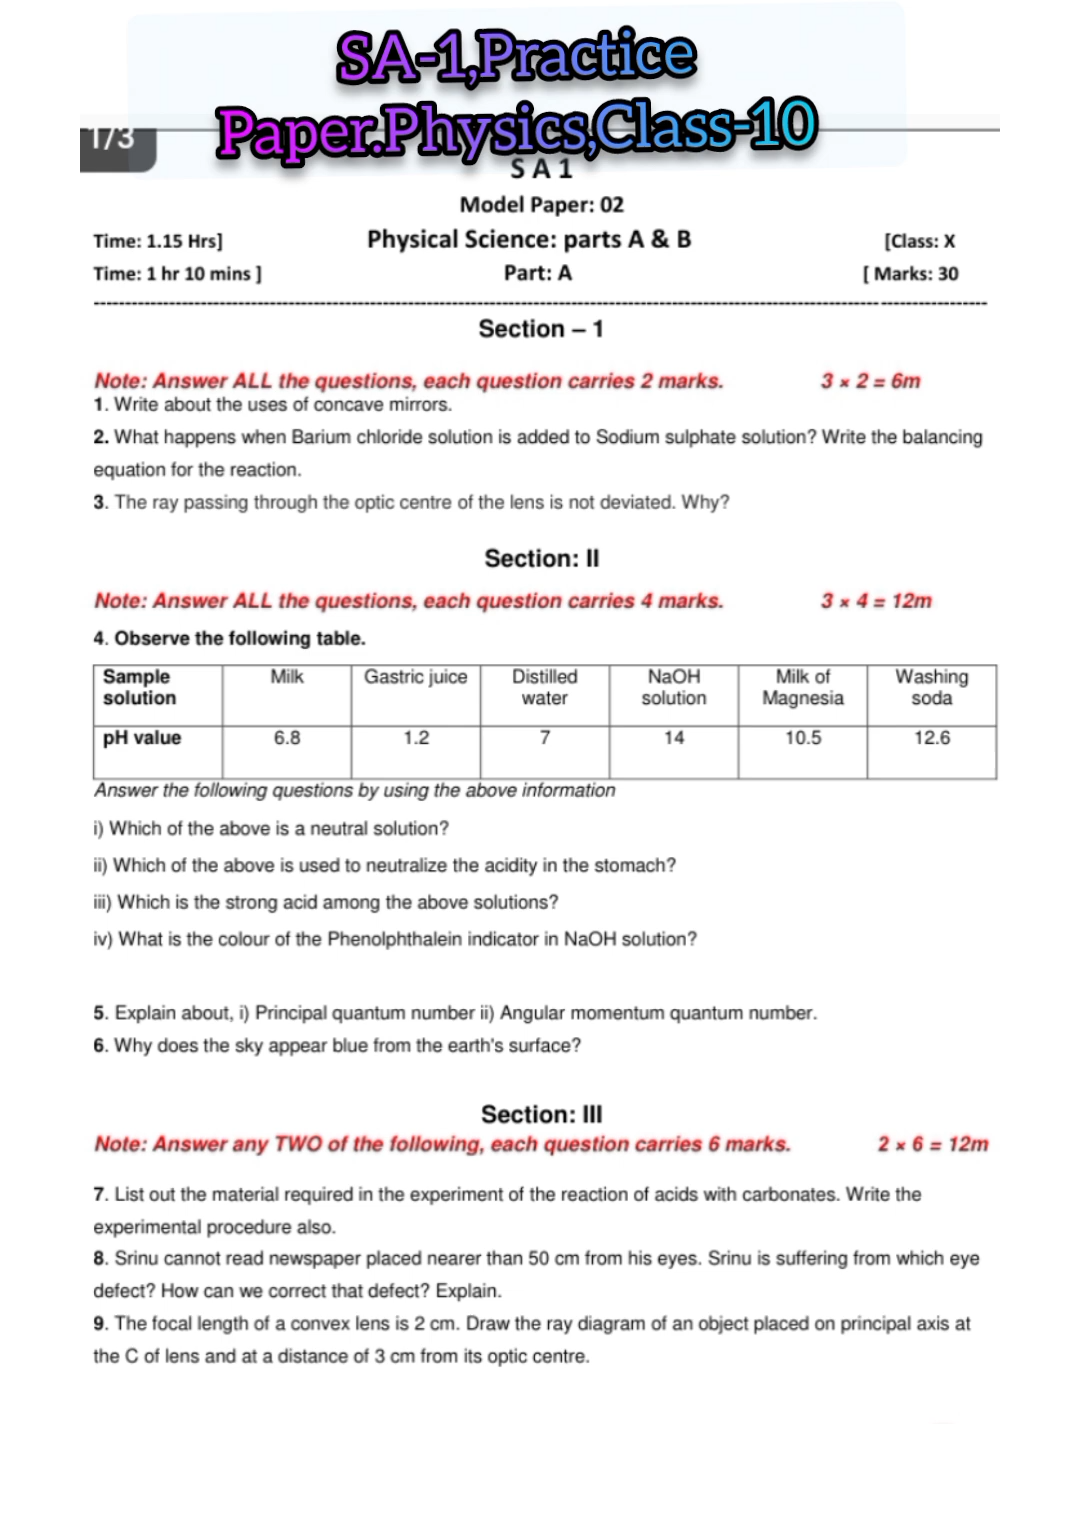 SA-1,Practice
Paper.Physics,Class-10
1/3
S A 1
Model Paper: 02
Time: 1.15 Hrs] Physical Science: parts A & B [Class: X
Time: 1 hr 10 mins ] Part: A [ Marks: 30
Section – 1
Note: Answer ALL the questions, each question carries 2 marks. 3 × 2 = 6m
1. Write about the uses of concave mirrors.
2. What happens when Barium chloride solution is added to Sodium sulphate solution? Write the balancing
equation for the reaction.
3. The ray passing through the optic centre of the lens is not deviated. Why?
Section: II
Note: Answer ALL the questions, each question carries 4 marks. 3 × 4 = 12m
4. Observe the following table.
Sample Milk Gastric juice Distilled NaOH Milk of Washing
solution water solution Magnesia soda
pH value 6.8 1.2 7 14 10.5 12.6
Answer the following questions by using the above information
i) Which of the above is a neutral solution?
ii) Which of the above is used to neutralize the acidity in the stomach?
iii) Which is the strong acid among the above solutions?
iv) What is the colour of the Phenolphthalein indicator in NaOH solution?
5. Explain about, i) Principal quantum number ii) Angular momentum quantum number.
6. Why does the sky appear blue from the earth's surface?
Section: III
Note: Answer any TWO of the following, each question carries 6 marks. 2 × 6 = 12m
7. List out the material required in the experiment of the reaction of acids with carbonates. Write the
experimental procedure also.
8. Srinu cannot read newspaper placed nearer than 50 cm from his eyes. Srinu is suffering from which eye
defect? How can we correct that defect? Explain.
9. The focal length of a convex lens is 2 cm. Draw the ray diagram of an object placed on principal axis at
the C of lens and at a distance of 3 cm from its optic centre.